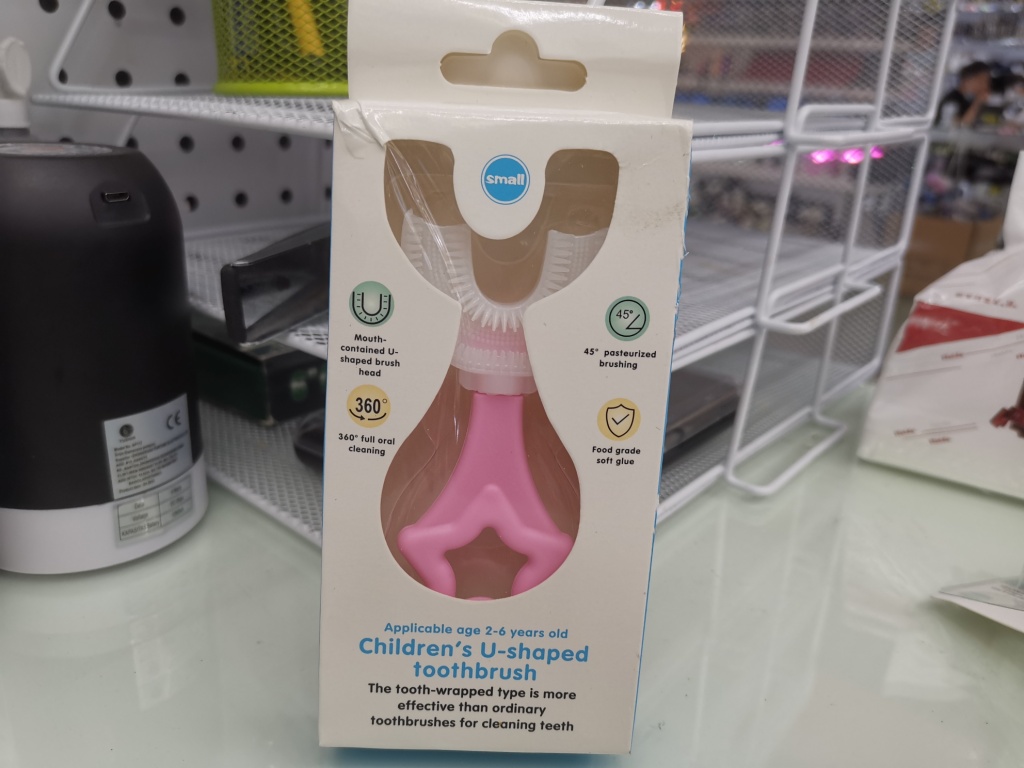 small
Mouth-
contained U-
shaped brush
head
45°
45° pasteurized
brushing
360°
360° full oral
cleaning
Food grade
soft glue
Applicable age 2-6 years old
Children's U-shaped
toothbrush
The tooth-wrapped type is more
effective than ordinary
toothbrushes for cleaning teeth
CE